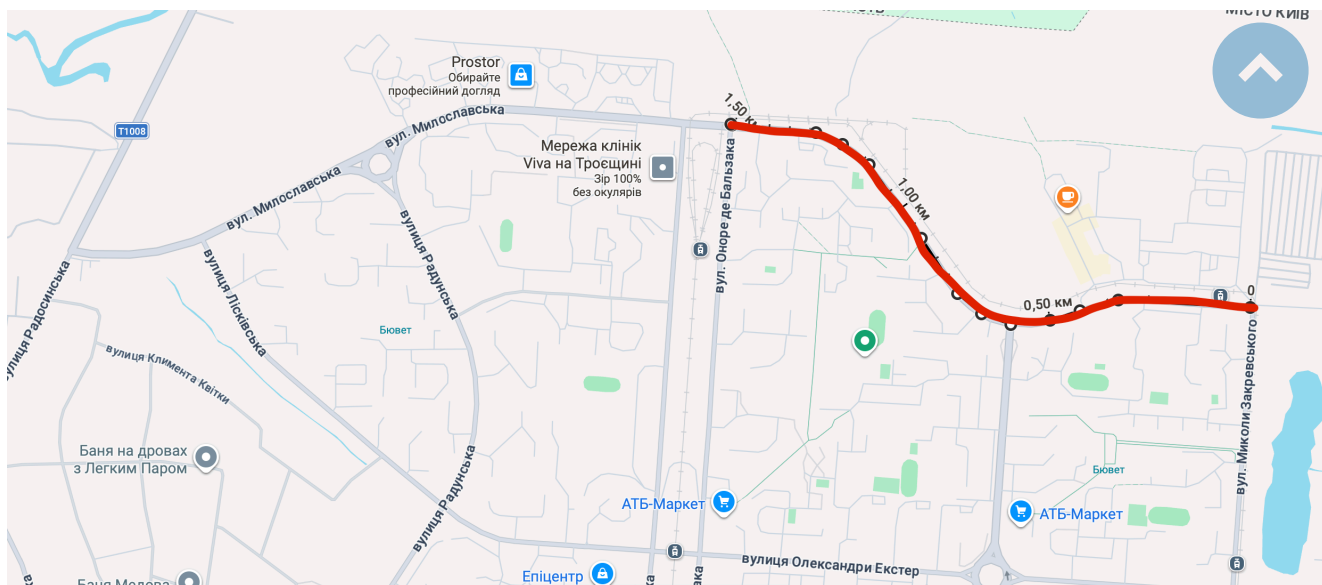 МІСТО КИЇВ
Prostor
Обирайте
професійний догляд
T1008
вул. Милославська
1,50 км
Мережа клінік
Viva на Троєщині
Зір 100%
без окулярів
вул. Милославська
вул. Оноре де Бальзака
1,00 км
вулиця Радунська
вулиця Радосинська
вулиця Лісківська
0,50 км
0
Бювет
вулиця Климента Квітки
вул. Миколи Закревського
Баня на дровах
з Легким Паром
вулиця Радунська
Бювет
АТБ-Маркет
АТБ-Маркет
вулиця Олександри Екстер
Епіцентр
Баня Медова